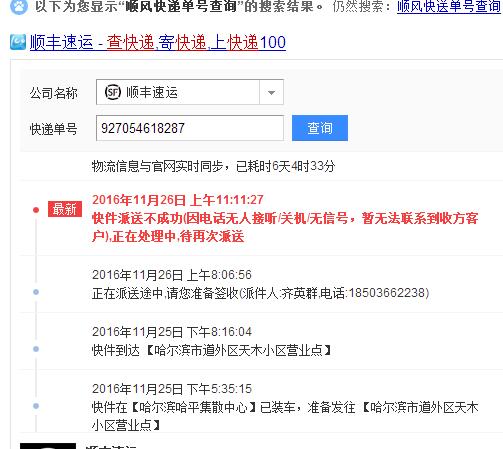 以下为您显示“顺风快递单号查询”的搜索结果。 仍然搜索：顺风快送单号查询
顺丰速运 - 查快递,寄快递,上快递100
公司名称 SF 顺丰速运
快递单号 927054618287 查询
物流信息与官网实时同步，已耗时6天4时33分
最新 2016年11月26日 上午11:11:27
快件派送不成功(因电话无人接听/关机/无信号，暂无法联系到收方客
户),正在处理中,待再次派送
2016年11月26日 上午8:06:56
正在派送途中,请您准备签收(派件人:齐英群,电话:18503662238)
2016年11月25日 下午8:16:04
快件到达 【哈尔滨市道外区天木小区营业点】
2016年11月25日 下午5:35:15
快件在【哈尔滨哈平集散中心】已装车，准备发往 【哈尔滨市道外区天木
小区营业点】